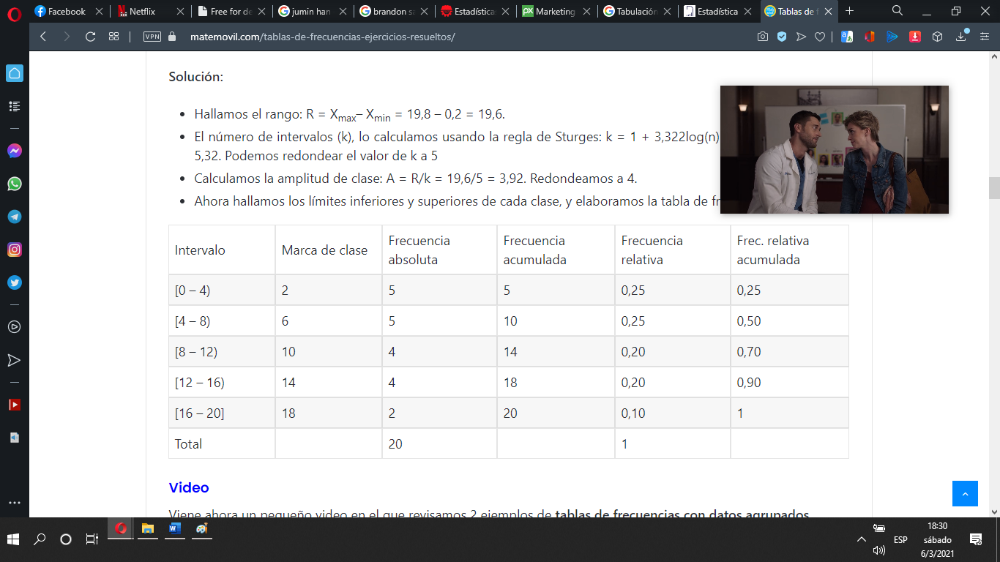 Facebook
Netflix
Free for de
jumin han
brandon sa
Estadística
Marketing
Tabulación
Estadística
Tablas de f
VPN
matemovil.com/tablas-de-frecuencias-ejercicios-resueltos/
Solución:
Hallamos el rango: R = Xmax– Xmin = 19,8 – 0,2 = 19,6.
El número de intervalos (k), lo calculamos usando la regla de Sturges: k = 1 + 3,322log(n)
5,32. Podemos redondear el valor de k a 5
Calculamos la amplitud de clase: A = R/k = 19,6/5 = 3,92. Redondeamos a 4.
Ahora hallamos los límites inferiores y superiores de cada clase, y elaboramos la tabla de fr
Intervalo Marca de clase Frecuencia absoluta Frecuencia acumulada Frecuencia relativa Frec. relativa acumulada
[0 – 4) 2 5 5 0,25 0,25
[4 – 8) 6 5 10 0,25 0,50
[8 – 12) 10 4 14 0,20 0,70
[12 – 16) 14 4 18 0,20 0,90
[16 – 20] 18 2 20 0,10 1
Total 20 1
Video
Viene ahora un pequeño video en el que revisamos 2 ejemplos de tablas de frecuencias con datos agrupados
ESP
18:30
sábado
6/3/2021